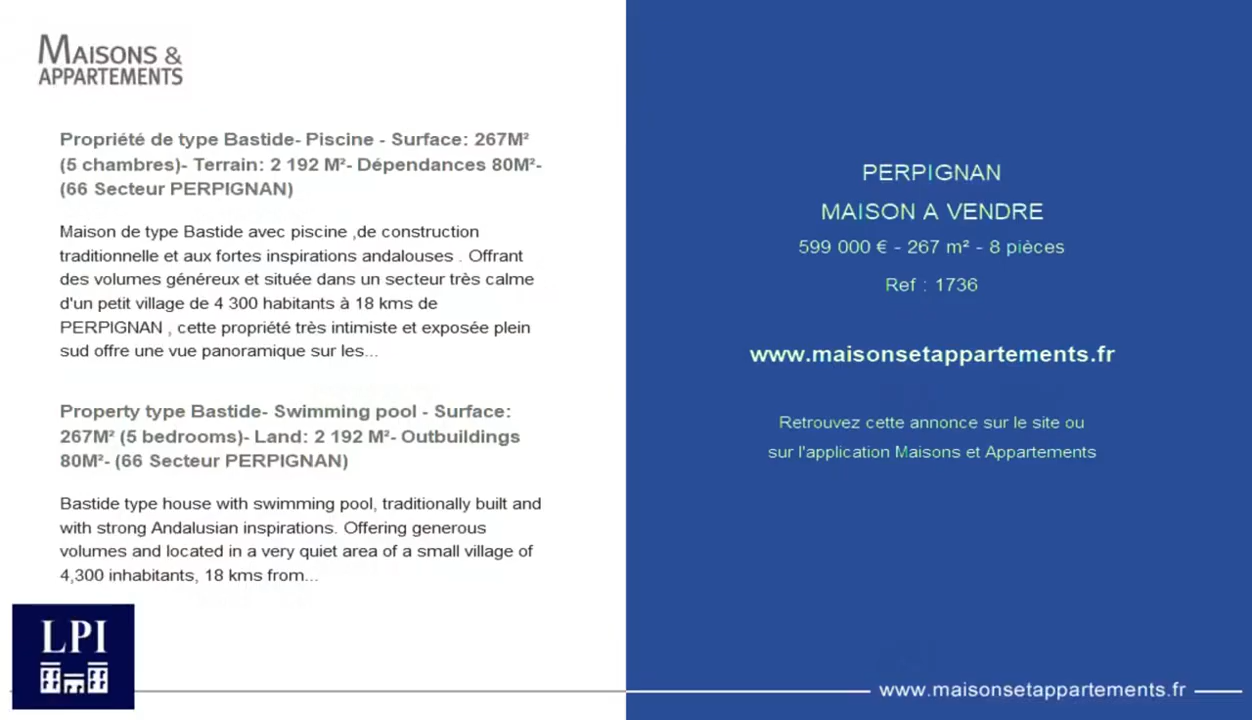 MAISONS &
APPARTEMENTS
Propriété de type Bastide- Piscine - Surface: 267M²
(5 chambres)- Terrain: 2 192 M²- Dépendances 80M²-
(66 Secteur PERPIGNAN)
Maison de type Bastide avec piscine ,de construction
traditionnelle et aux fortes inspirations andalouses . Offrant
des volumes généreux et située dans un secteur très calme
d'un petit village de 4 300 habitants à 18 kms de
PERPIGNAN , cette propriété très intimiste et exposée plein
sud offre une vue panoramique sur les...
Property type Bastide- Swimming pool - Surface:
267M² (5 bedrooms)- Land: 2 192 M²- Outbuildings
80M²- (66 Secteur PERPIGNAN)
Bastide type house with swimming pool, traditionally built and
with strong Andalusian inspirations. Offering generous
volumes and located in a very quiet area of a small village of
4,300 inhabitants, 18 kms from...
LPI
PERPIGNAN
MAISON A VENDRE
599 000 € - 267 m² - 8 pièces
Ref : 1736
www.maisonsetappartements.fr
Retrouvez cette annonce sur le site ou
sur l'application Maisons et Appartements
www.maisonsetappartements.fr